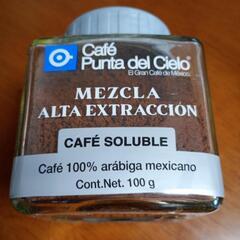 Café
Punta del Cielo®
El Gran Café de México.
MEZCLA
ALTA EXTRACCIÓN
CAFÉ SOLUBLE
Café 100% arábiga mexicano
Cont.Net. 100 g